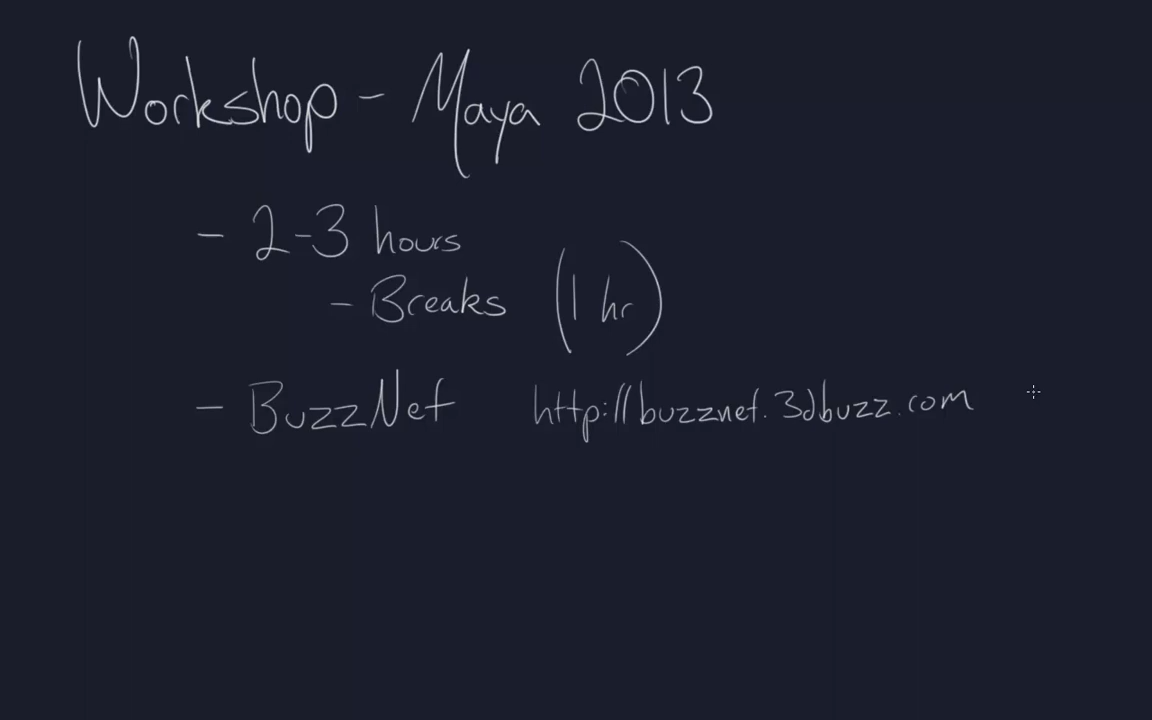 Workshop - Maya 2013
- 2-3 hours
- Breaks (1 hr)
- BuzzNet http://buzznet.3dbuzz.com